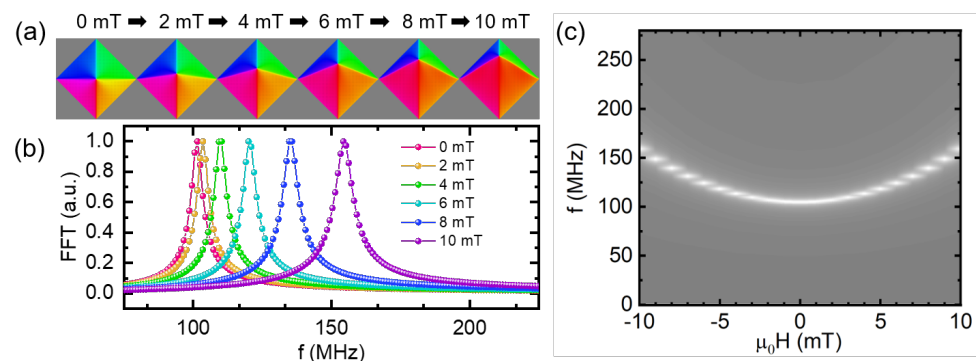 (a)
0 mT → 2 mT → 4 mT → 6 mT → 8 mT → 10 mT
(b)
FFT (a.u.)
1.0
0.8
0.6
0.4
0.2
0.0
0 mT
2 mT
4 mT
6 mT
8 mT
10 mT
100 150 200
f (MHz)
(c)
f (MHz)
250
200
150
100
50
0
-10 -5 0 5 10
μ₀H (mT)